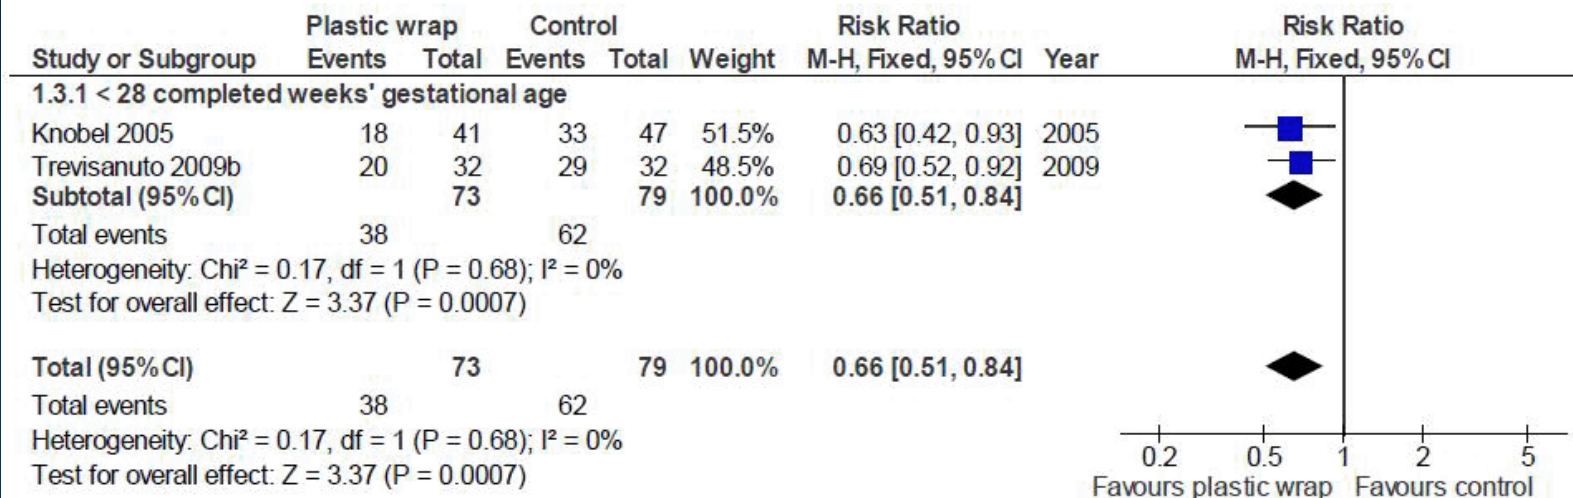 Plastic wrap Control Risk Ratio Risk Ratio
Study or Subgroup Events Total Events Total Weight M-H, Fixed, 95% CI Year M-H, Fixed, 95% CI
1.3.1 < 28 completed weeks' gestational age
Knobel 2005 18 41 33 47 51.5% 0.63 [0.42, 0.93] 2005
Trevisanuto 2009b 20 32 29 32 48.5% 0.69 [0.52, 0.92] 2009
Subtotal (95% CI) 73 79 100.0% 0.66 [0.51, 0.84]
Total events 38 62
Heterogeneity: Chi² = 0.17, df = 1 (P = 0.68); I² = 0%
Test for overall effect: Z = 3.37 (P = 0.0007)
Total (95% CI) 73 79 100.0% 0.66 [0.51, 0.84]
Total events 38 62
Heterogeneity: Chi² = 0.17, df = 1 (P = 0.68); I² = 0%
Test for overall effect: Z = 3.37 (P = 0.0007)
0.2 0.5 1 2 5
Favours plastic wrap Favours control